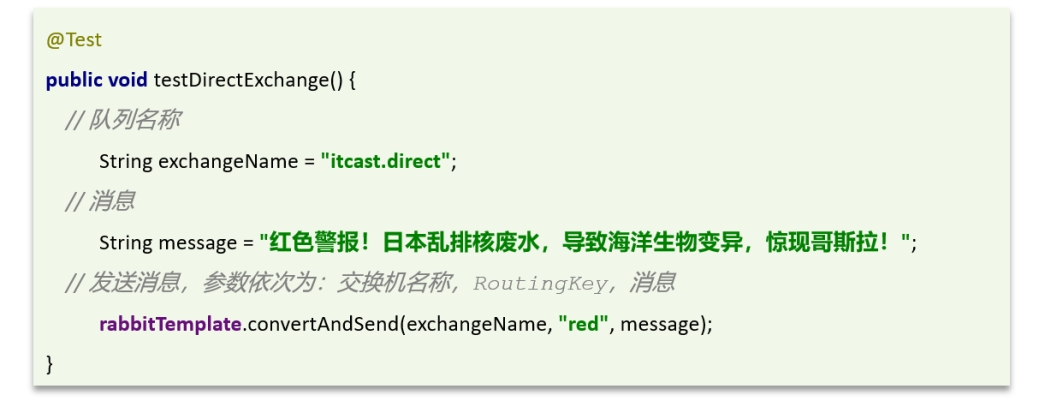 @Test
public void testDirectExchange() {
// 队列名称
String exchangeName = "itcast.direct";
// 消息
String message = "红色警报！日本乱排核废水，导致海洋生物变异，惊现哥斯拉！";
// 发送消息，参数依次为：交换机名称，RoutingKey，消息
rabbitTemplate.convertAndSend(exchangeName, "red", message);
}